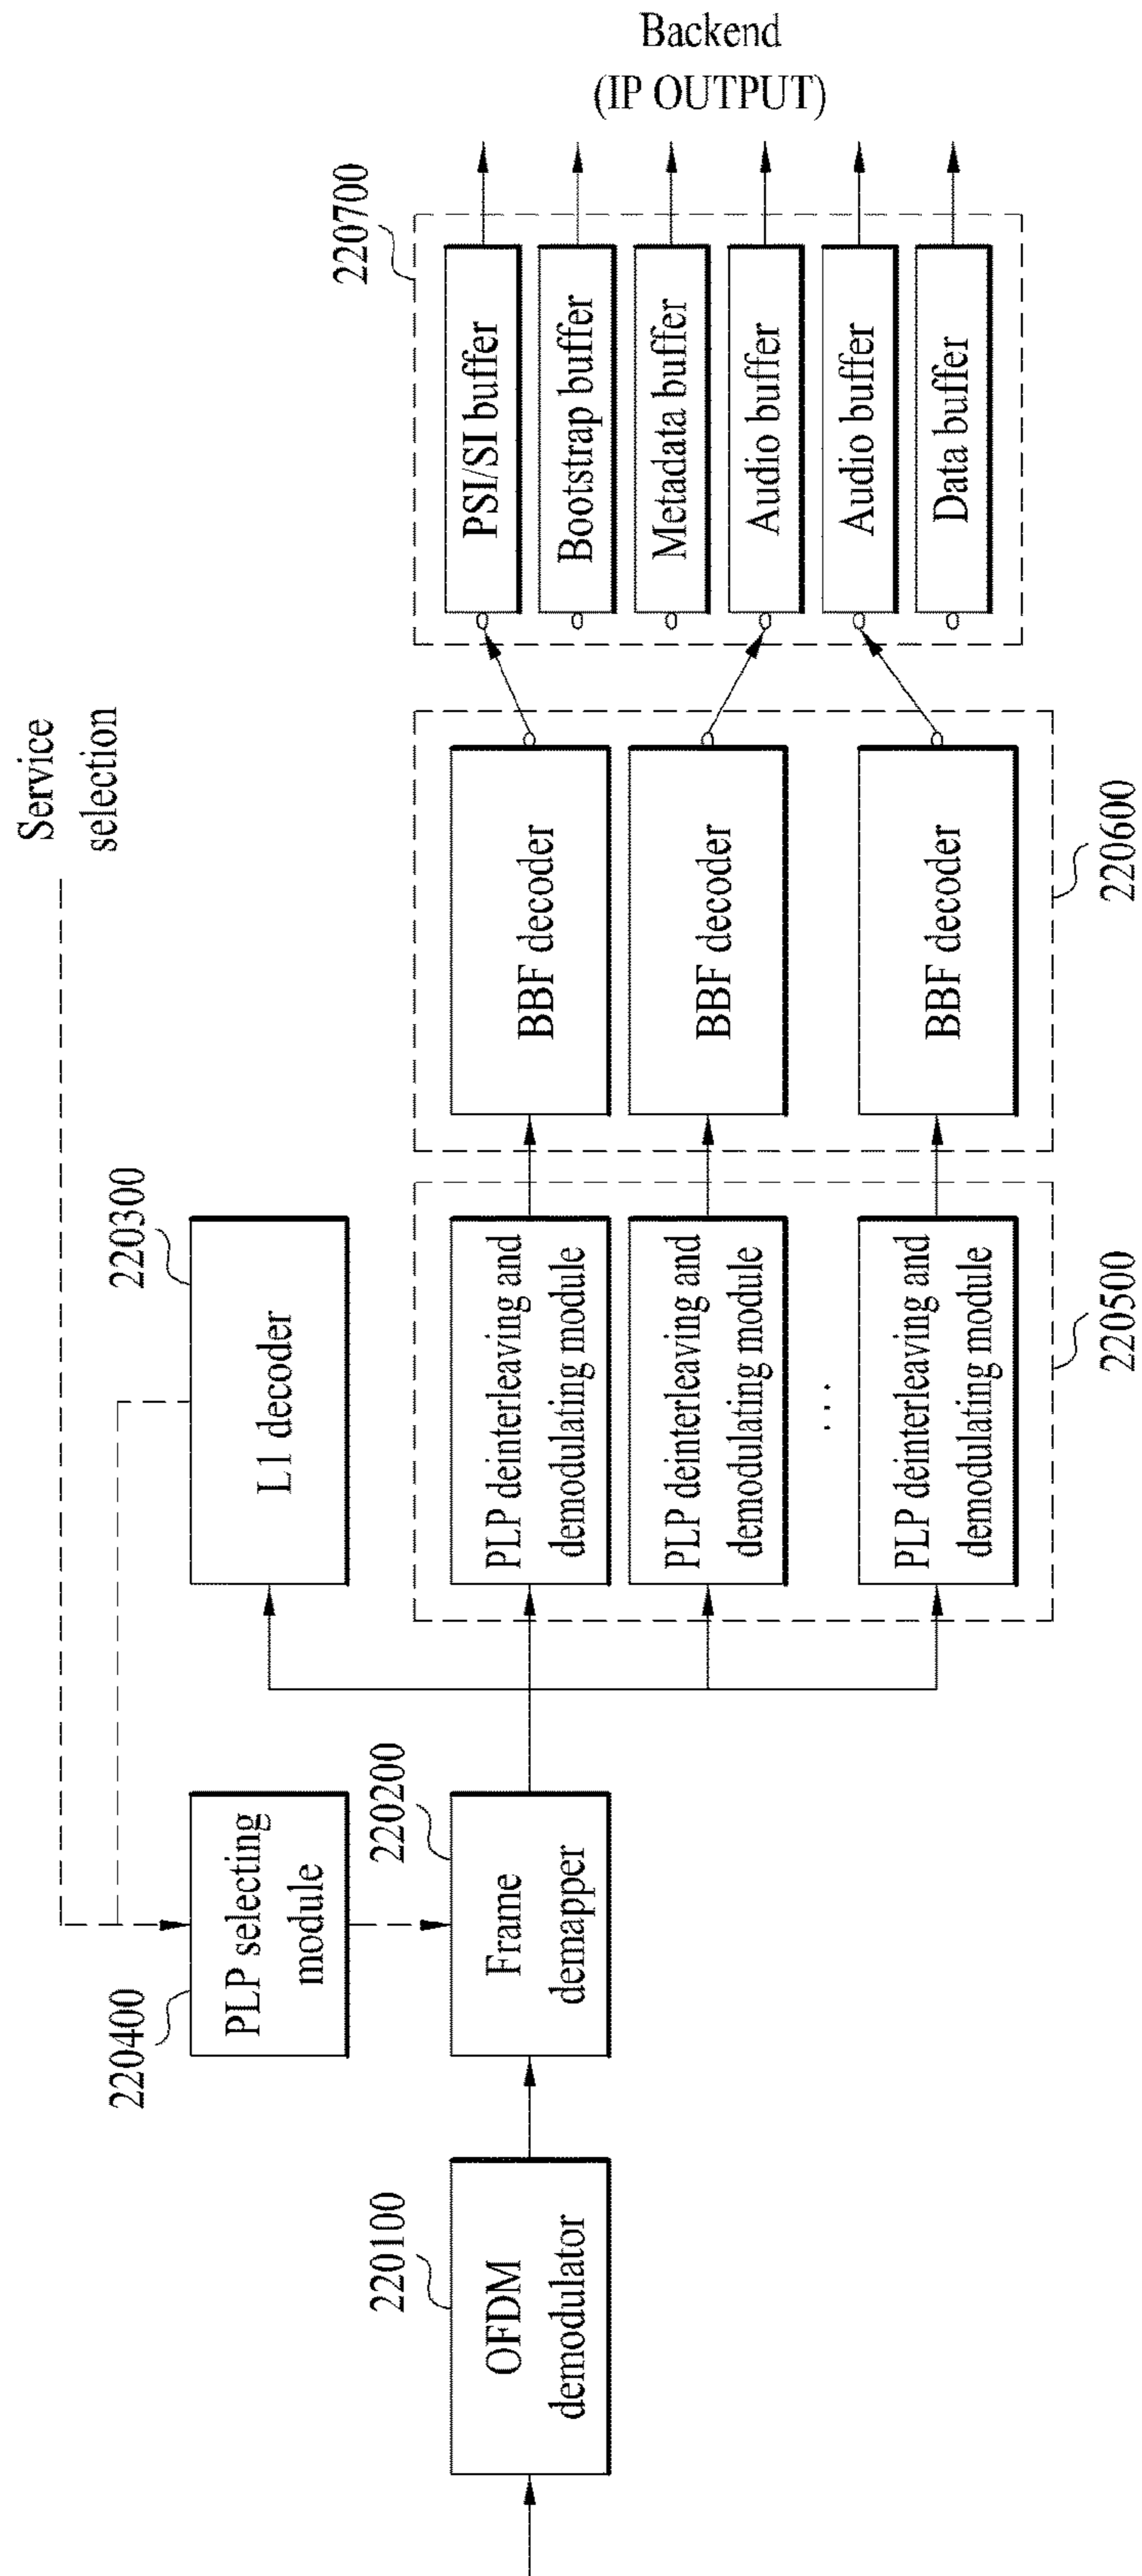 Service
selection
220400
PLP selecting
module
220300
L1 decoder
220100
OFDM
demodulator
220200
Frame
demapper
PLP deinterleaving and
demodulating module
PLP deinterleaving and
demodulating module
...
PLP deinterleaving and
demodulating module
220500
BBF decoder
BBF decoder
BBF decoder
220600
220700
PSI/SI buffer
Bootstrap buffer
Metadata buffer
Audio buffer
Audio buffer
Data buffer
Backend
(IP OUTPUT)